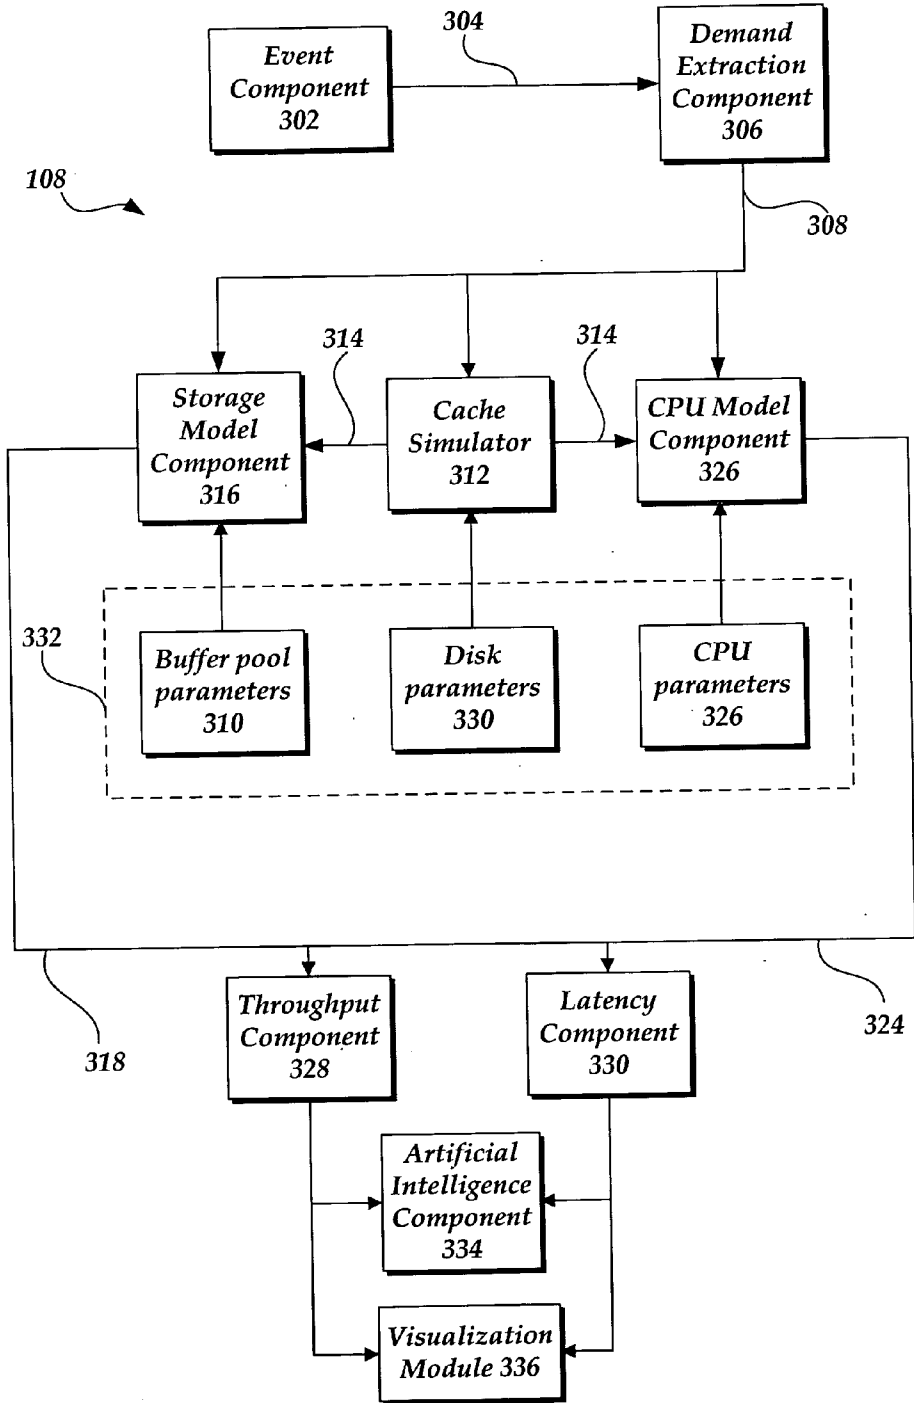 304
Event
Component
302
Demand
Extraction
Component
306
108
308
314
314
Storage
Model
Component
316
Cache
Simulator
312
CPU Model
Component
326
332
Buffer pool
parameters
310
Disk
parameters
330
CPU
parameters
326
Throughput
Component
328
Latency
Component
330
318
324
Artificial
Intelligence
Component
334
Visualization
Module 336